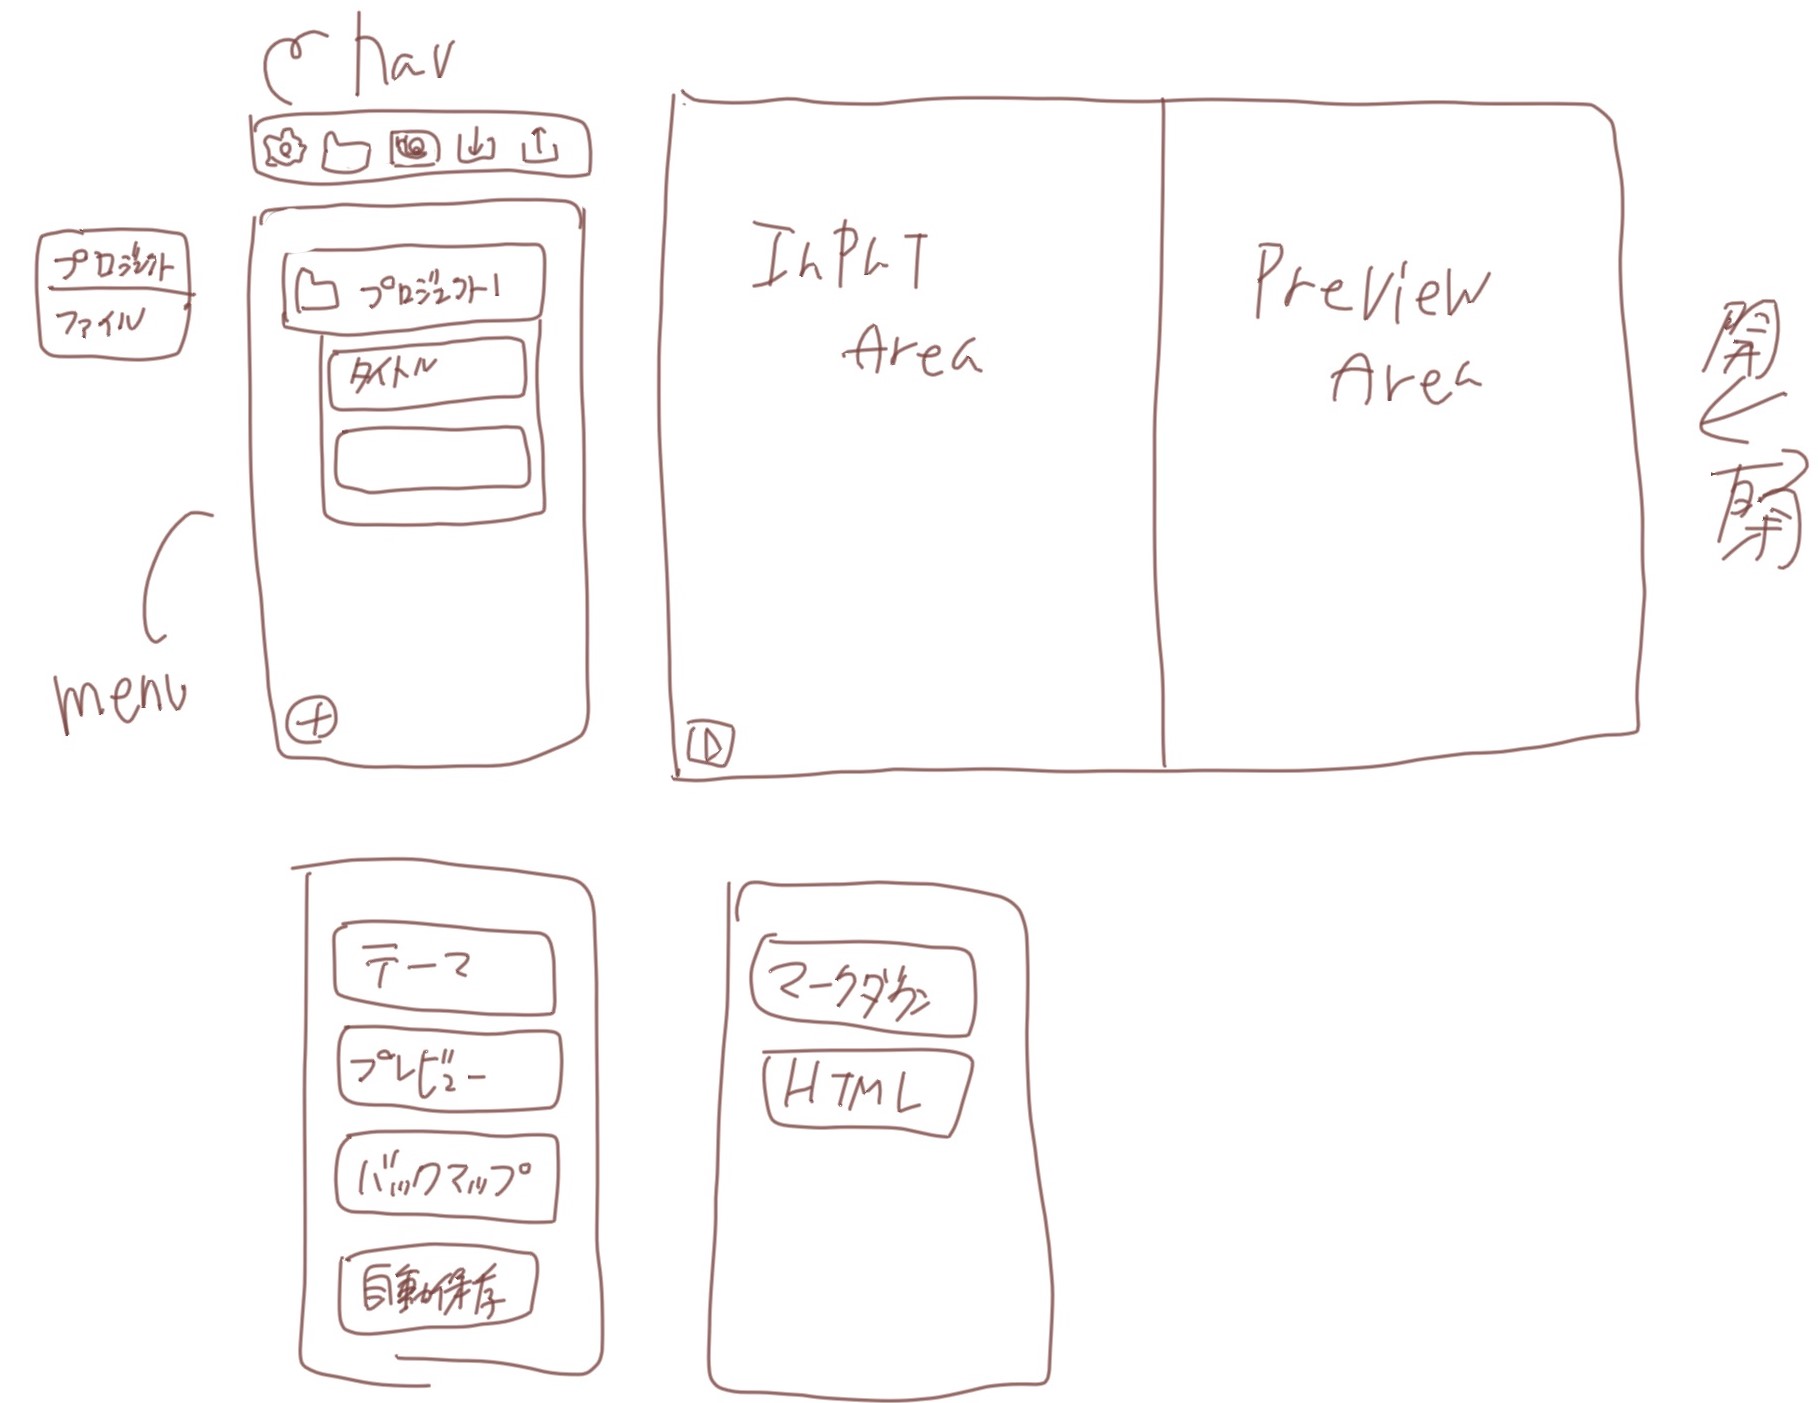 nav
プロジェクト
ファイル
プロジェクト1
タイトル
menu
InPuT
Area
Preview
Area
開
く
テーマ
プレビュー
バックマップ
自動保存
マークダウン
HTML